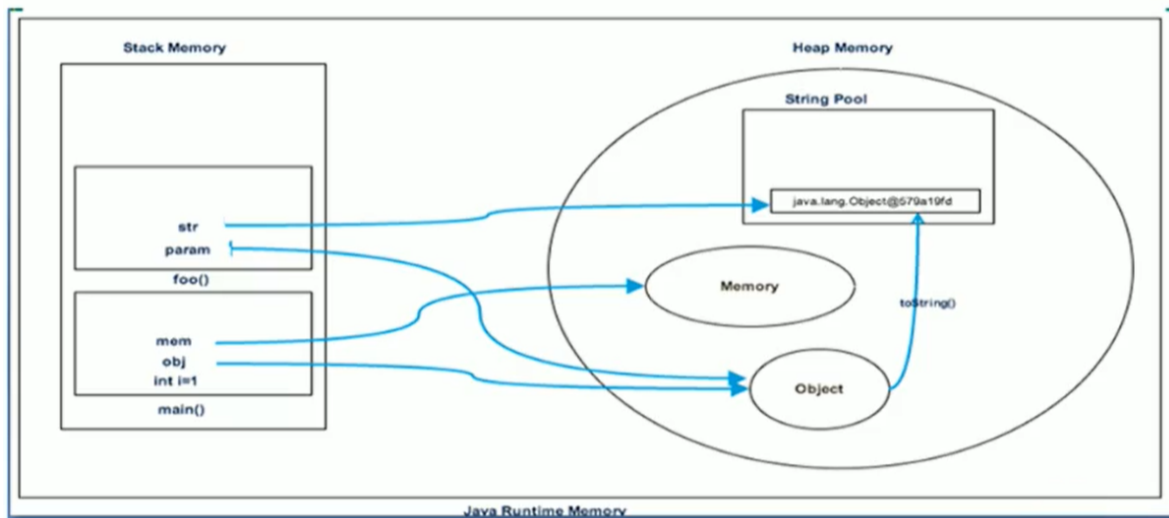 Stack Memory
Heap Memory
String Pool
java.lang.Object@579a19fd
str
param
foo()
Memory
toString()
mem
obj
int i=1
main()
Object
Java Runtime Memory